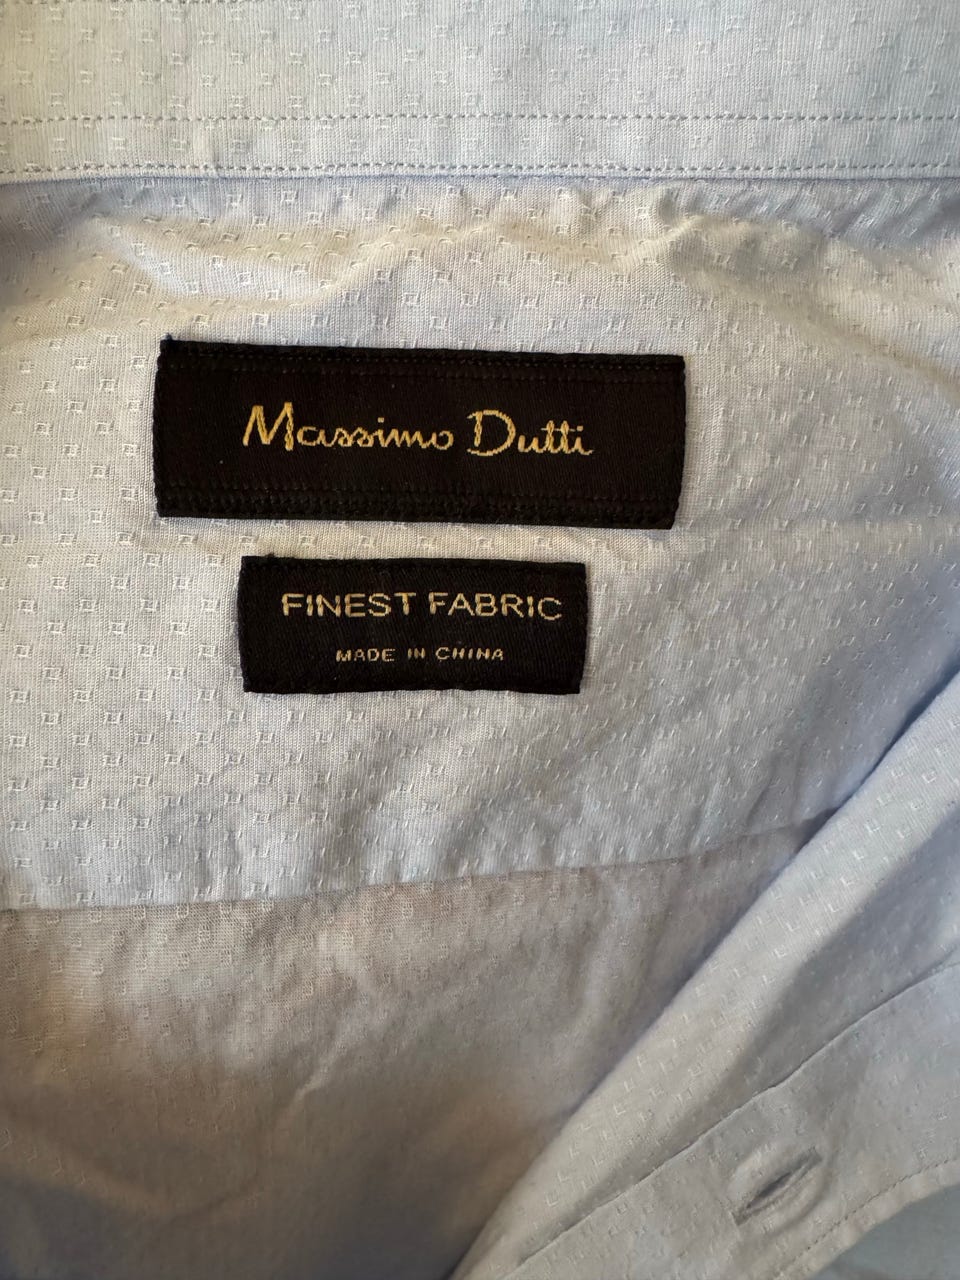 Massimo Dutti
FINEST FABRIC
MADE IN CHINA